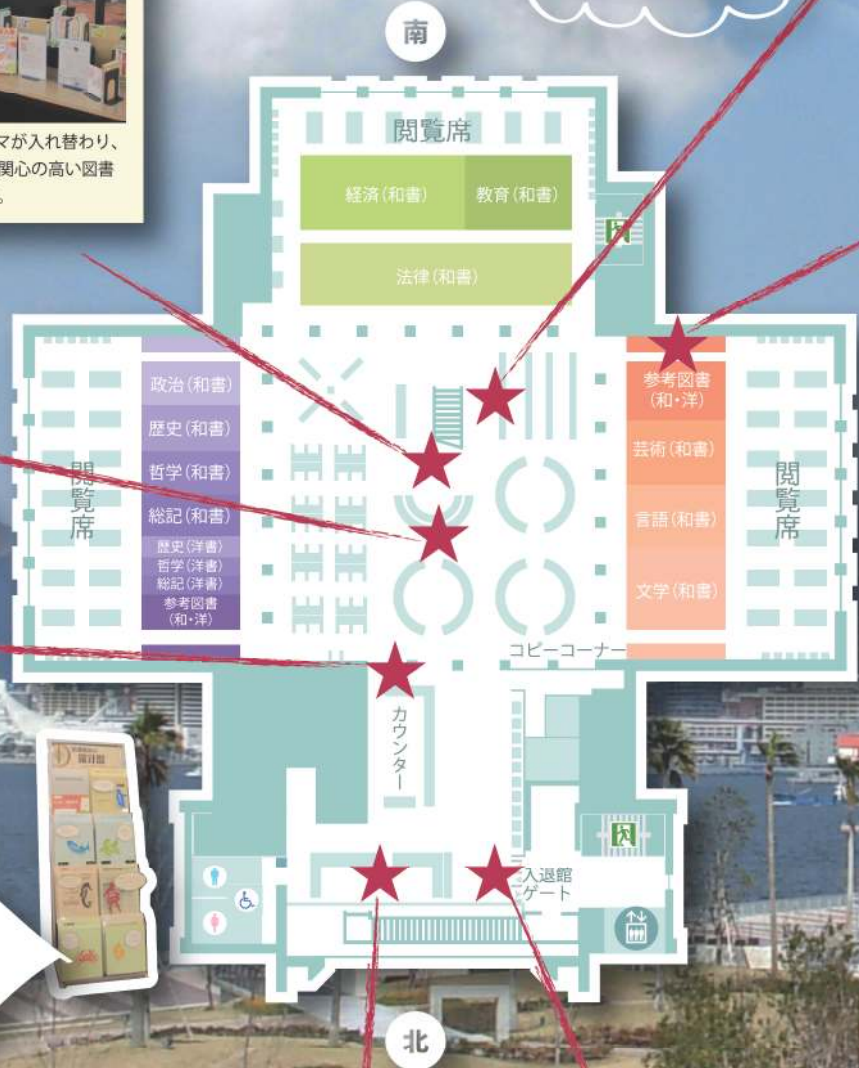 マが入れ替わり、
関心の高い図書
。
南
閲覧席
経済(和書)
教育(和書)
法律(和書)
政治(和書)
歴史(和書)
哲学(和書)
総記(和書)
歴史(洋書)
哲学(洋書)
総記(洋書)
参考図書
(和・洋)
閲覧席
参考図書
(和・洋)
芸術(和書)
言語(和書)
文学(和書)
閲覧席
コピーコーナー
カウンター
入退館
ゲート
北